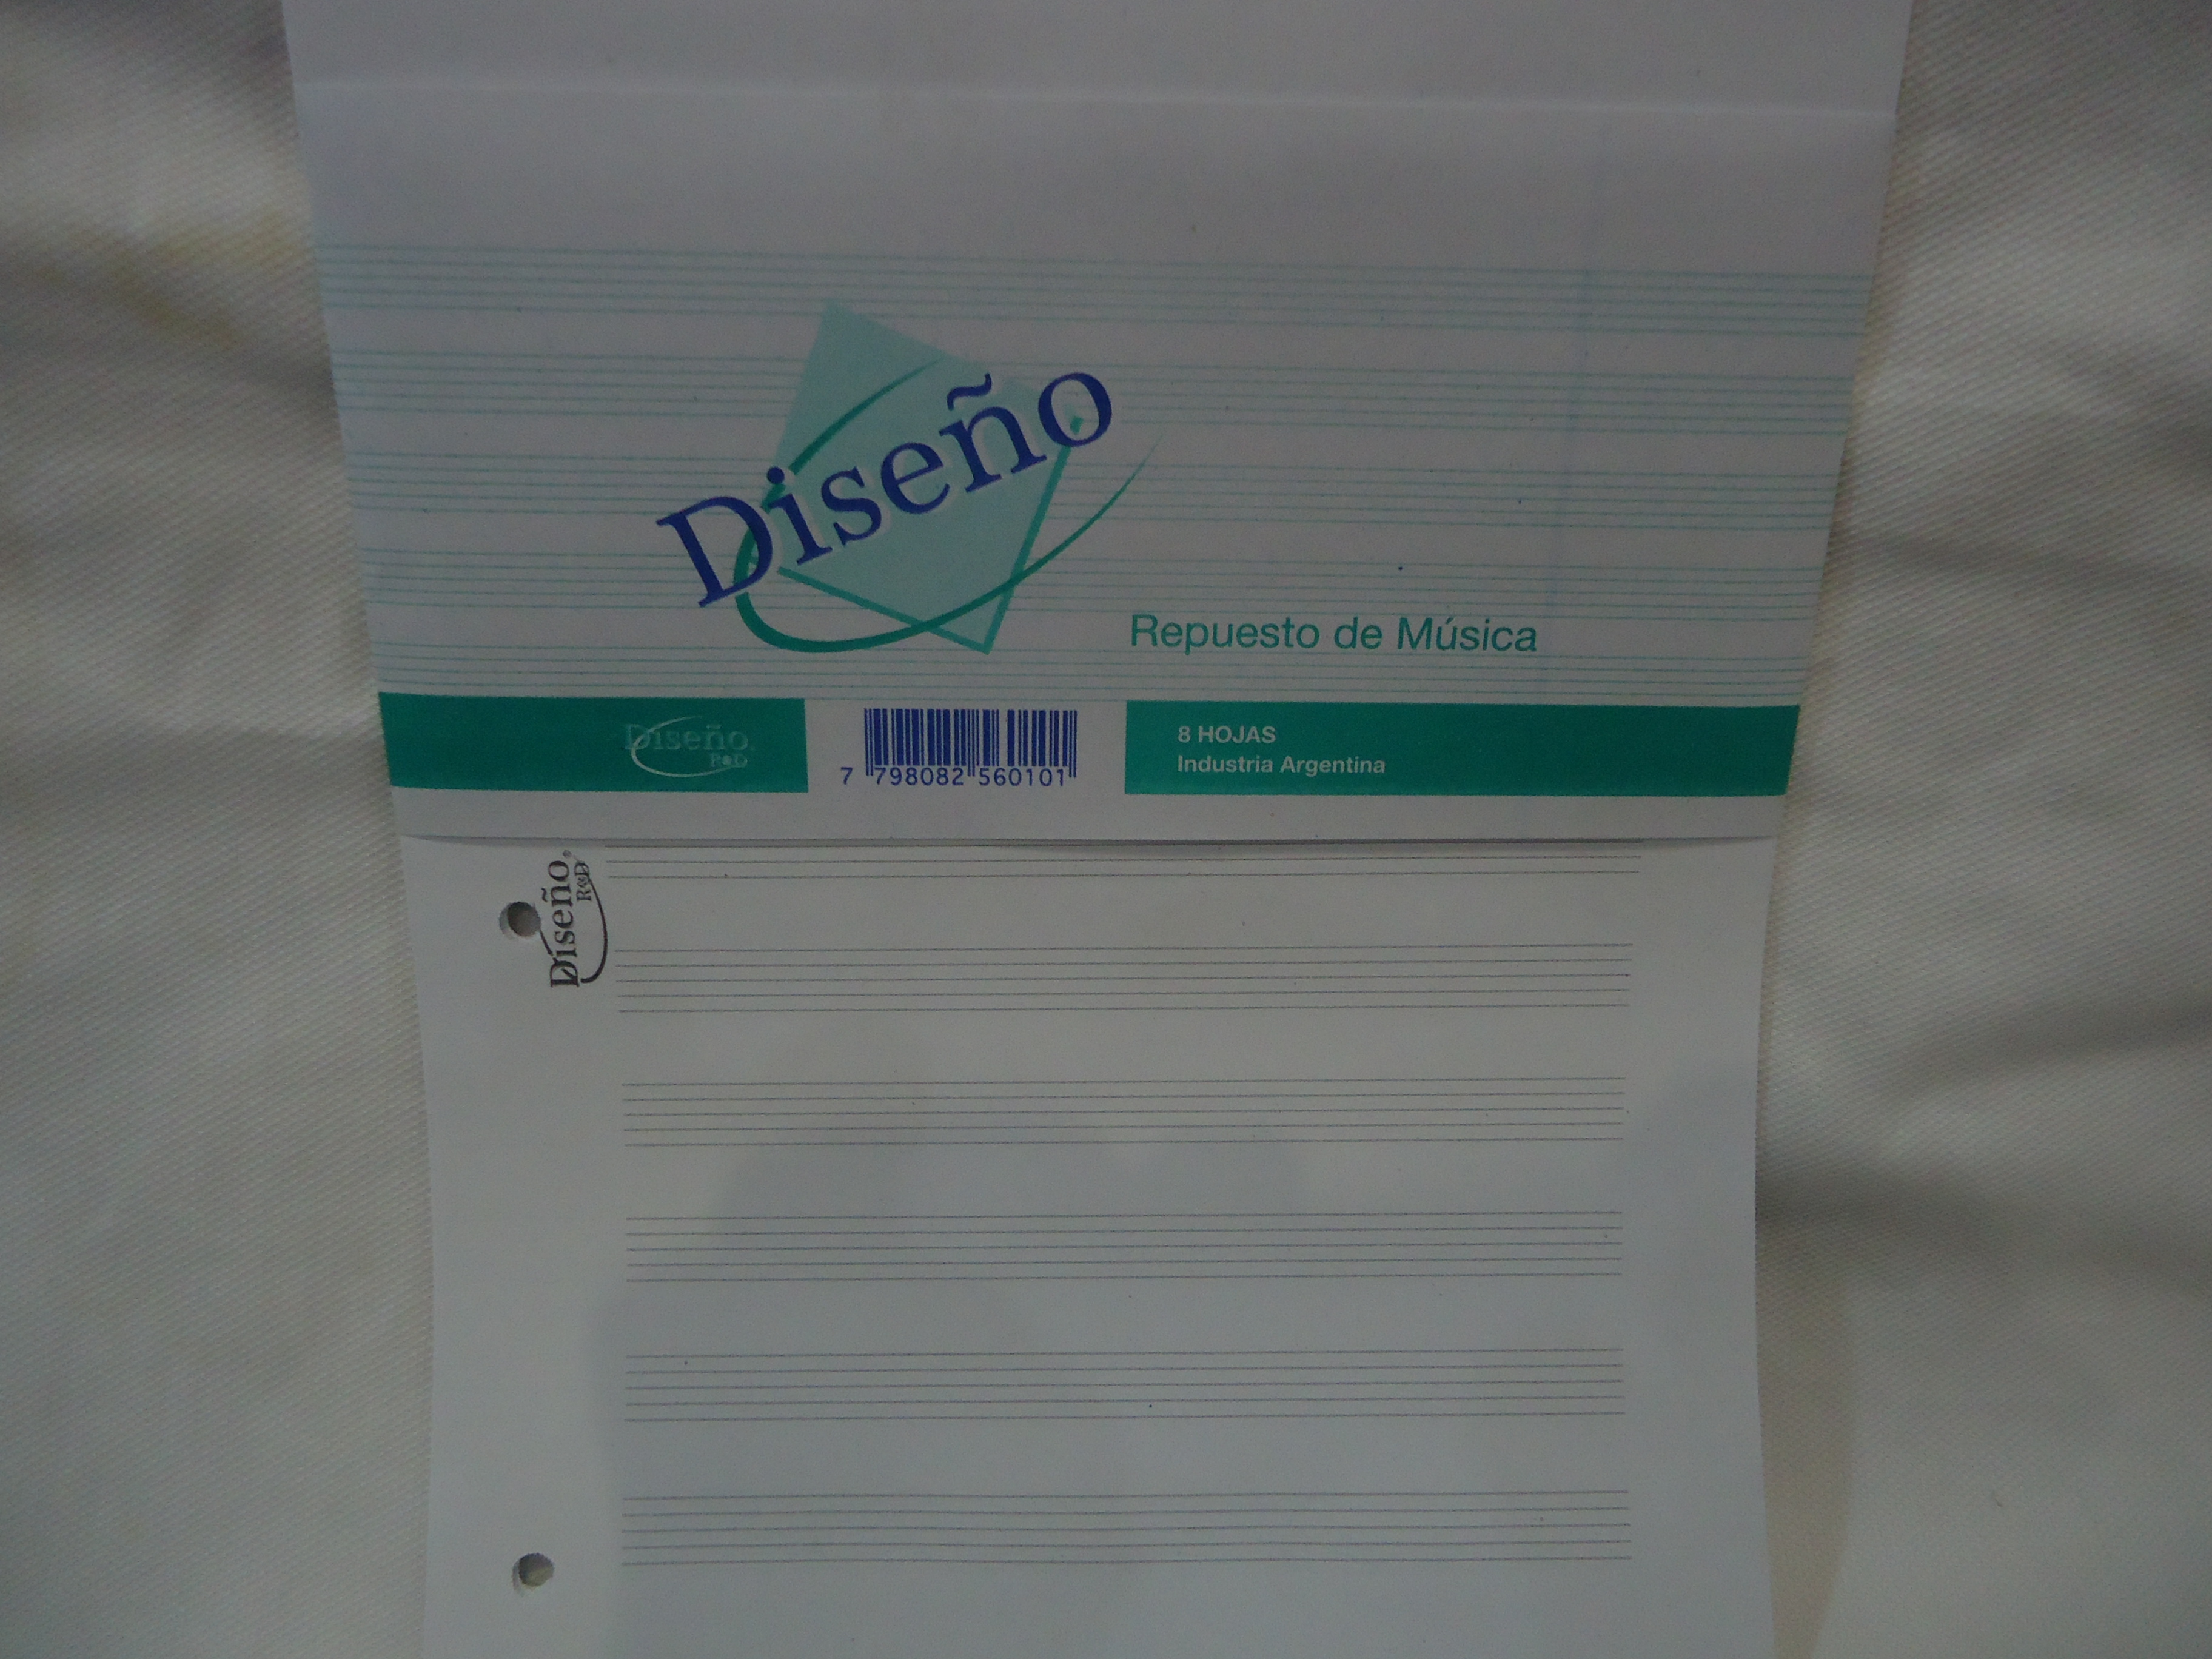 Diseño
Repuesto de Música
Diseño
R&D
7 798082 560101
8 HOJAS
Industria Argentina
Diseño®
R&D